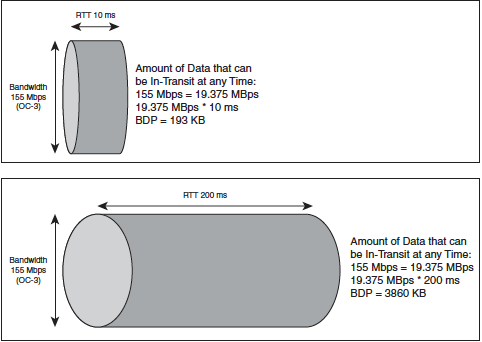 RTT 10 ms
Bandwidth
155 Mbps
(OC-3)
Amount of Data that can
be In-Transit at any Time:
155 Mbps = 19.375 MBps
19.375 MBps * 10 ms
BDP = 193 KB
RTT 200 ms
Bandwidth
155 Mbps
(OC-3)
Amount of Data that can
be In-Transit at any Time:
155 Mbps = 19.375 MBps
19.375 MBps * 200 ms
BDP = 3860 KB